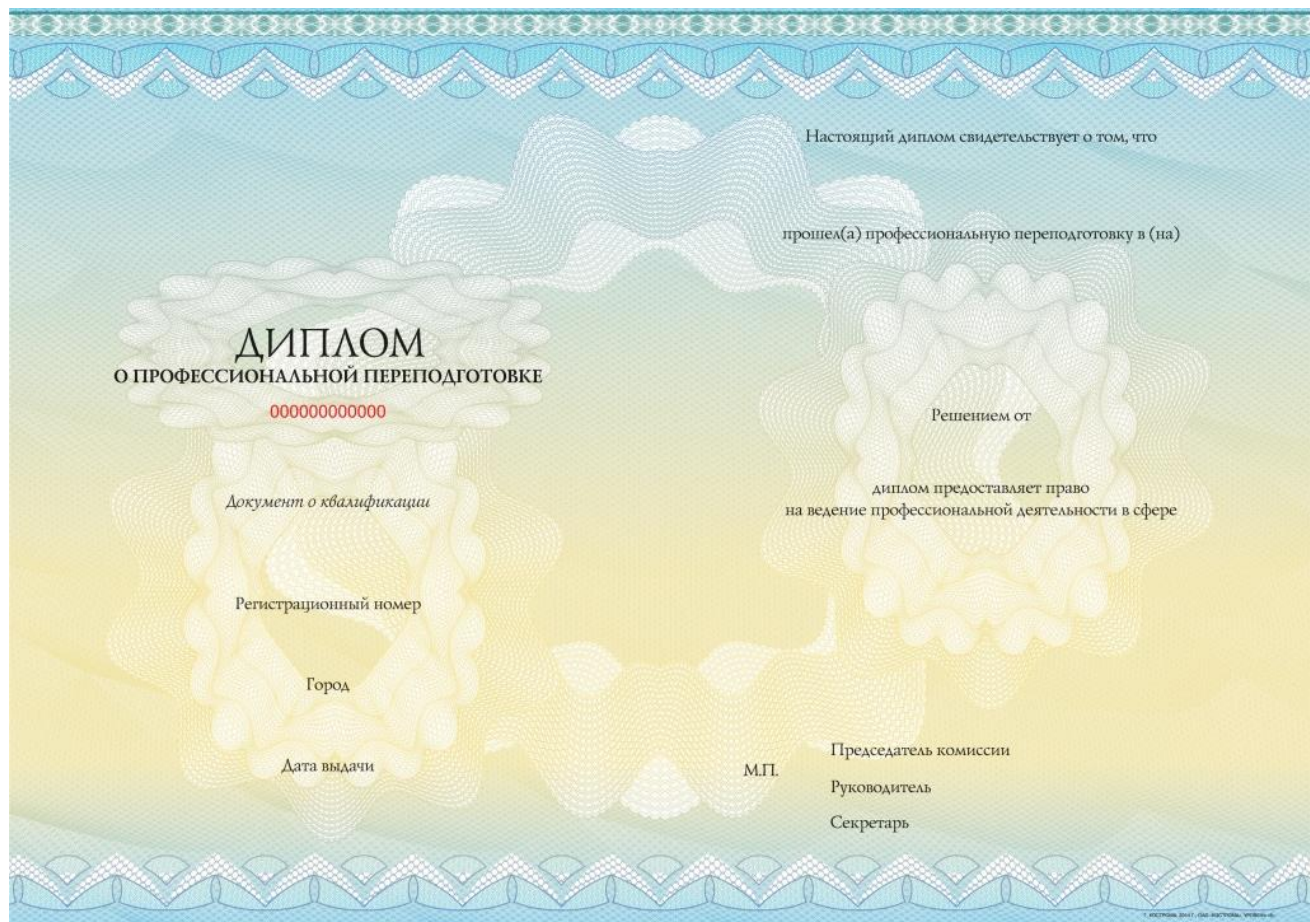 ДИПЛОМ
О ПРОФЕССИОНАЛЬНОЙ ПЕРЕПОДГОТОВКЕ
000000000000
Документ о квалификации
Регистрационный номер
Город
Дата выдачи
Настоящий диплом свидетельствует о том, что
прошел(а) профессиональную переподготовку в (на)
Решением от
диплом предоставляет право
на ведение профессиональной деятельности в сфере
М.П.
Председатель комиссии
Руководитель
Секретарь